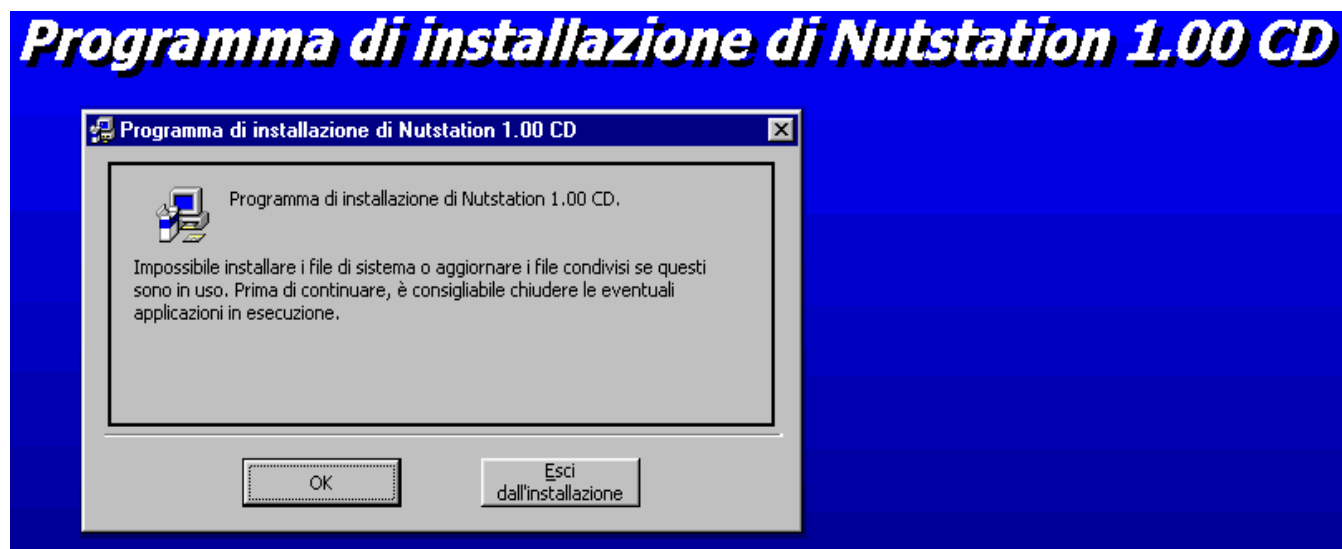 Programma di installazione di Nutstation 1.00 CD
Programma di installazione di Nutstation 1.00 CD
Programma di installazione di Nutstation 1.00 CD.
Impossibile installare i file di sistema o aggiornare i file condivisi se questi
sono in uso. Prima di continuare, è consigliabile chiudere le eventuali
applicazioni in esecuzione.
OK
Esci
dall'installazione